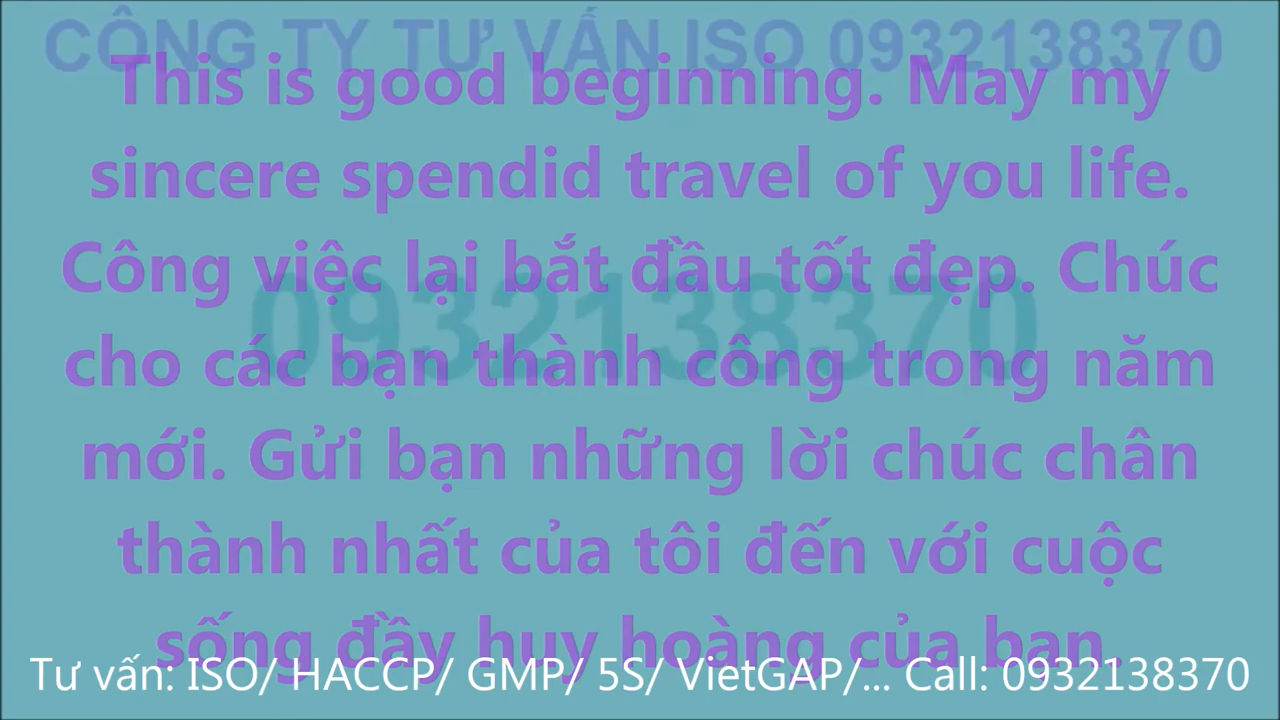 CÔNG TY TƯ VẤN ISO 0932138370
This is good beginning. May my
sincere spendid travel of you life.
Công việc lại bắt đầu tốt đẹp. Chúc
0932138370
cho các bạn thành công trong năm
mới. Gửi bạn những lời chúc chân
thành nhất của tôi đến với cuộc
sống đầy huy hoàng của bạn.
Tư vấn: ISO/ HACCP/ GMP/ 5S/ VietGAP/... Call: 0932138370